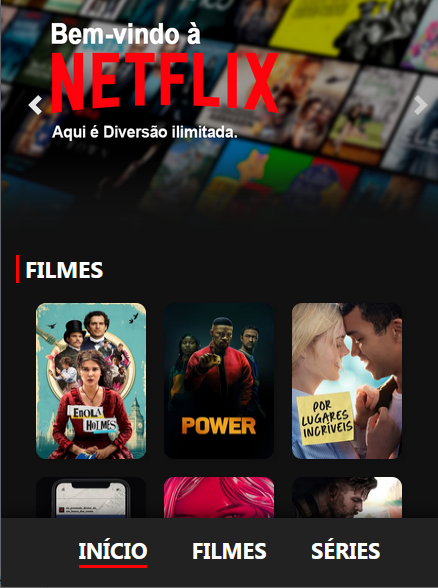 Bem-vindo à
NETFLIX
Aqui é Diversão ilimitada.
FILMES
ENOLA
HOLMES
POWER
POR
LUGARES
INCRÍVEIS
INÍCIO
FILMES
SÉRIES